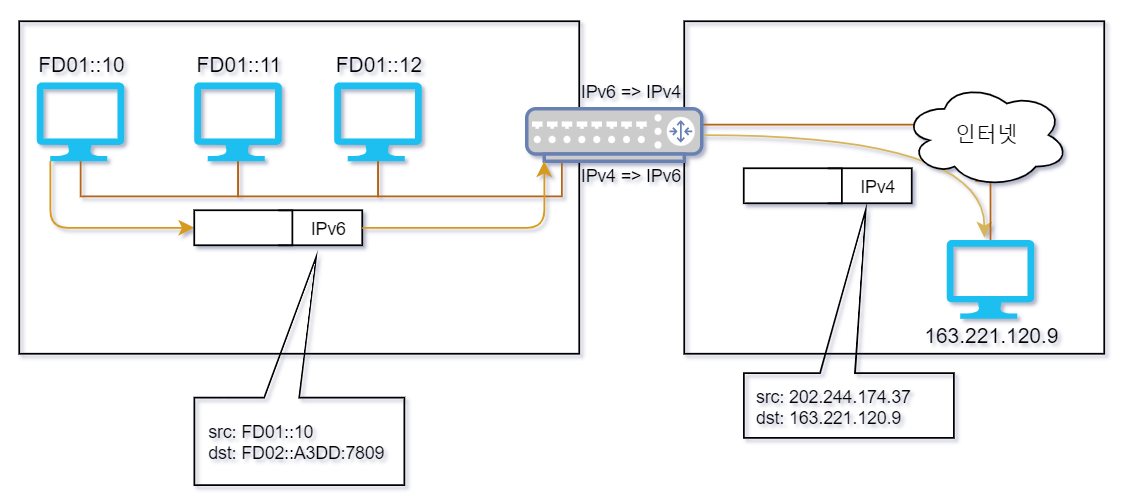 FD01::10
FD01::11
FD01::12
IPv6 => IPv4
인터넷
IPv4 => IPv6
IPv4
IPv6
163.221.120.9
src: 202.244.174.37
dst: 163.221.120.9
src: FD01::10
dst: FD02::A3DD:7809